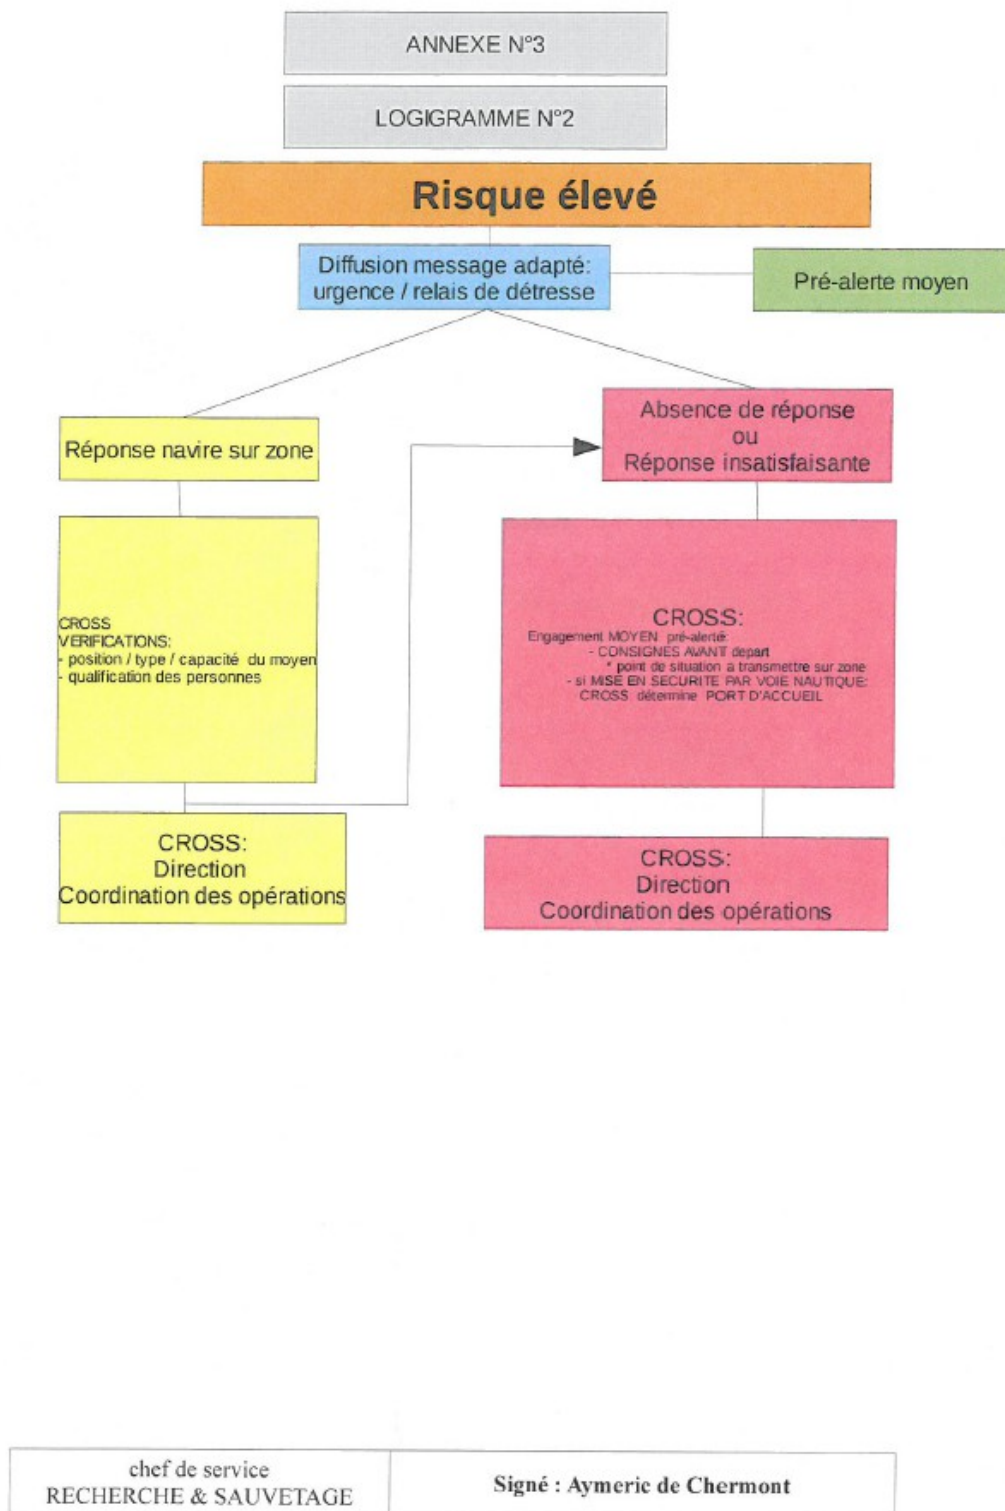 ANNEXE N°3
LOGIGRAMME N°2
Risque élevé
Diffusion message adapté:
urgence / relais de détresse
Pré-alerte moyen
Réponse navire sur zone
Absence de réponse
ou
Réponse insatisfaisante
CROSS
VERIFICATIONS:
- position / type / capacité du moyen
- qualification des personnes
CROSS:
Engagement MOYEN pré-alerté:
- CONSIGNES AVANT depart
* point de situation a transmettre sur zone
- si MISE EN SECURITE PAR VOIE NAUTIQUE:
CROSS détermine PORT D'ACCUEIL
CROSS:
Direction
Coordination des opérations
CROSS:
Direction
Coordination des opérations
chef de service
RECHERCHE & SAUVETAGE
Signé : Aymeric de Chermont